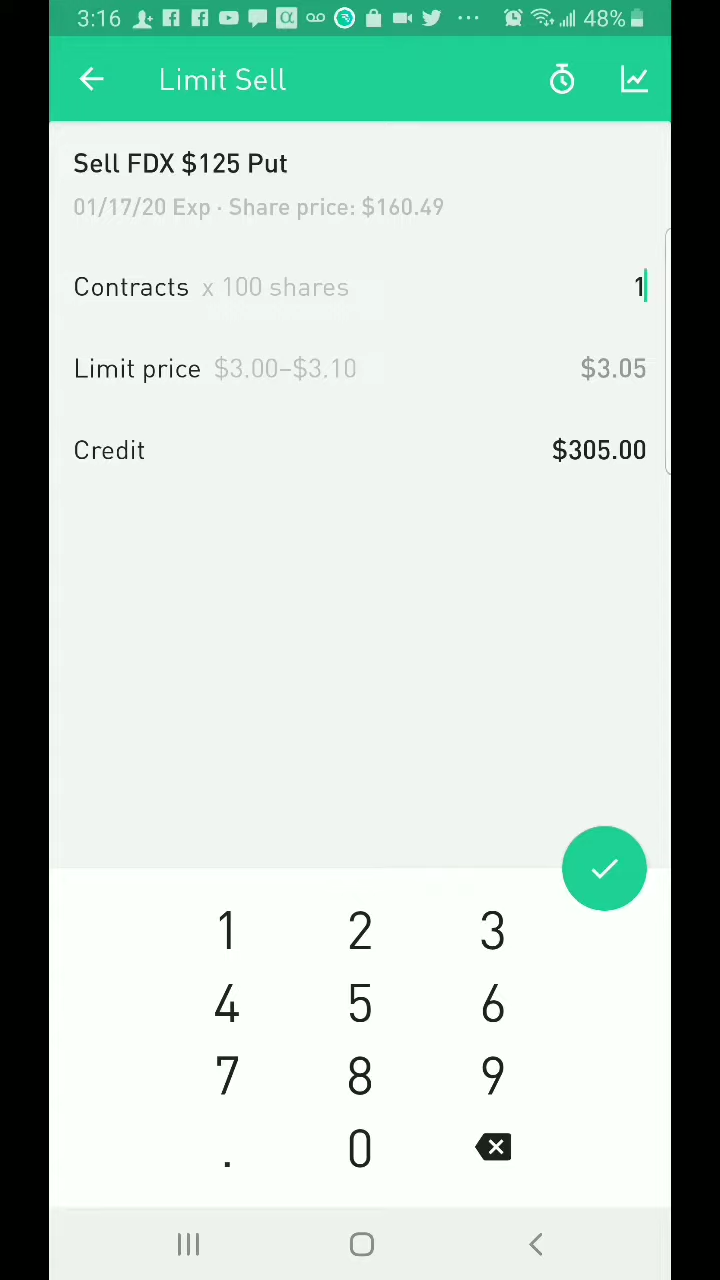 3:16 α 48%
Limit Sell
Sell FDX $125 Put
01/17/20 Exp · Share price: $160.49
Contracts x 100 shares 1
Limit price $3.00–$3.10 $3.05
Credit $305.00
1 2 3
4 5 6
7 8 9
. 0